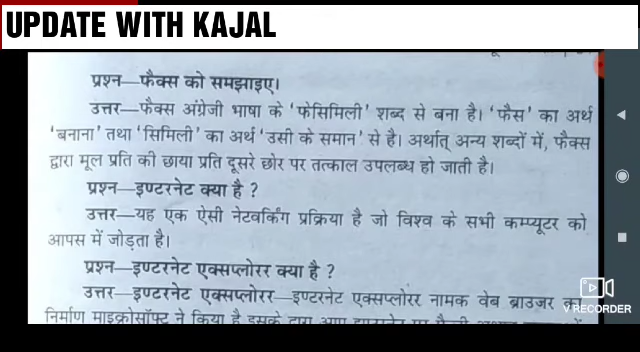 UPDATE WITH KAJAL
प्रश्न—फैक्स को समझाइए।
उत्तर—फैक्स अंग्रेजी भाषा के 'फेसिमिली' शब्द से बना है। 'फैस' का अर्थ
'बनाना' तथा 'सिमिली' का अर्थ 'उसी के समान' से है। अर्थात् अन्य शब्दों में, फैक्स
द्वारा मूल प्रति की छाया प्रति दूसरे छोर पर तत्काल उपलब्ध हो जाती है।
प्रश्न—इण्टरनेट क्या है ?
उत्तर—यह एक ऐसी नेटवर्किंग प्रक्रिया है जो विश्व के सभी कम्प्यूटर को
आपस में जोड़ता है।
प्रश्न—इण्टरनेट एक्सप्लोरर क्या है ?
उत्तर—इण्टरनेट एक्सप्लोरर—इण्टरनेट एक्सप्लोरर नामक वेब ब्राउजर का
V RECORDER
निर्माण माइक्रोसॉफ्ट ने किया है